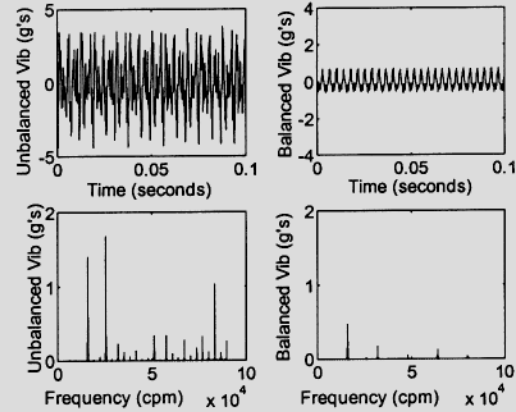 Unbalanced Vib (g's)
5
0
-5
0 0.05 0.1
Time (seconds)
Balanced Vib (g's)
4
2
0
-2
-4
0 0.05 0.1
Time (seconds)
Unbalanced Vib (g's)
2
1
0
0 5 10
Frequency (cpm) x 10^4
Balanced Vib (g's)
2
1
0
0 5 10
Frequency (cpm) x 10^4